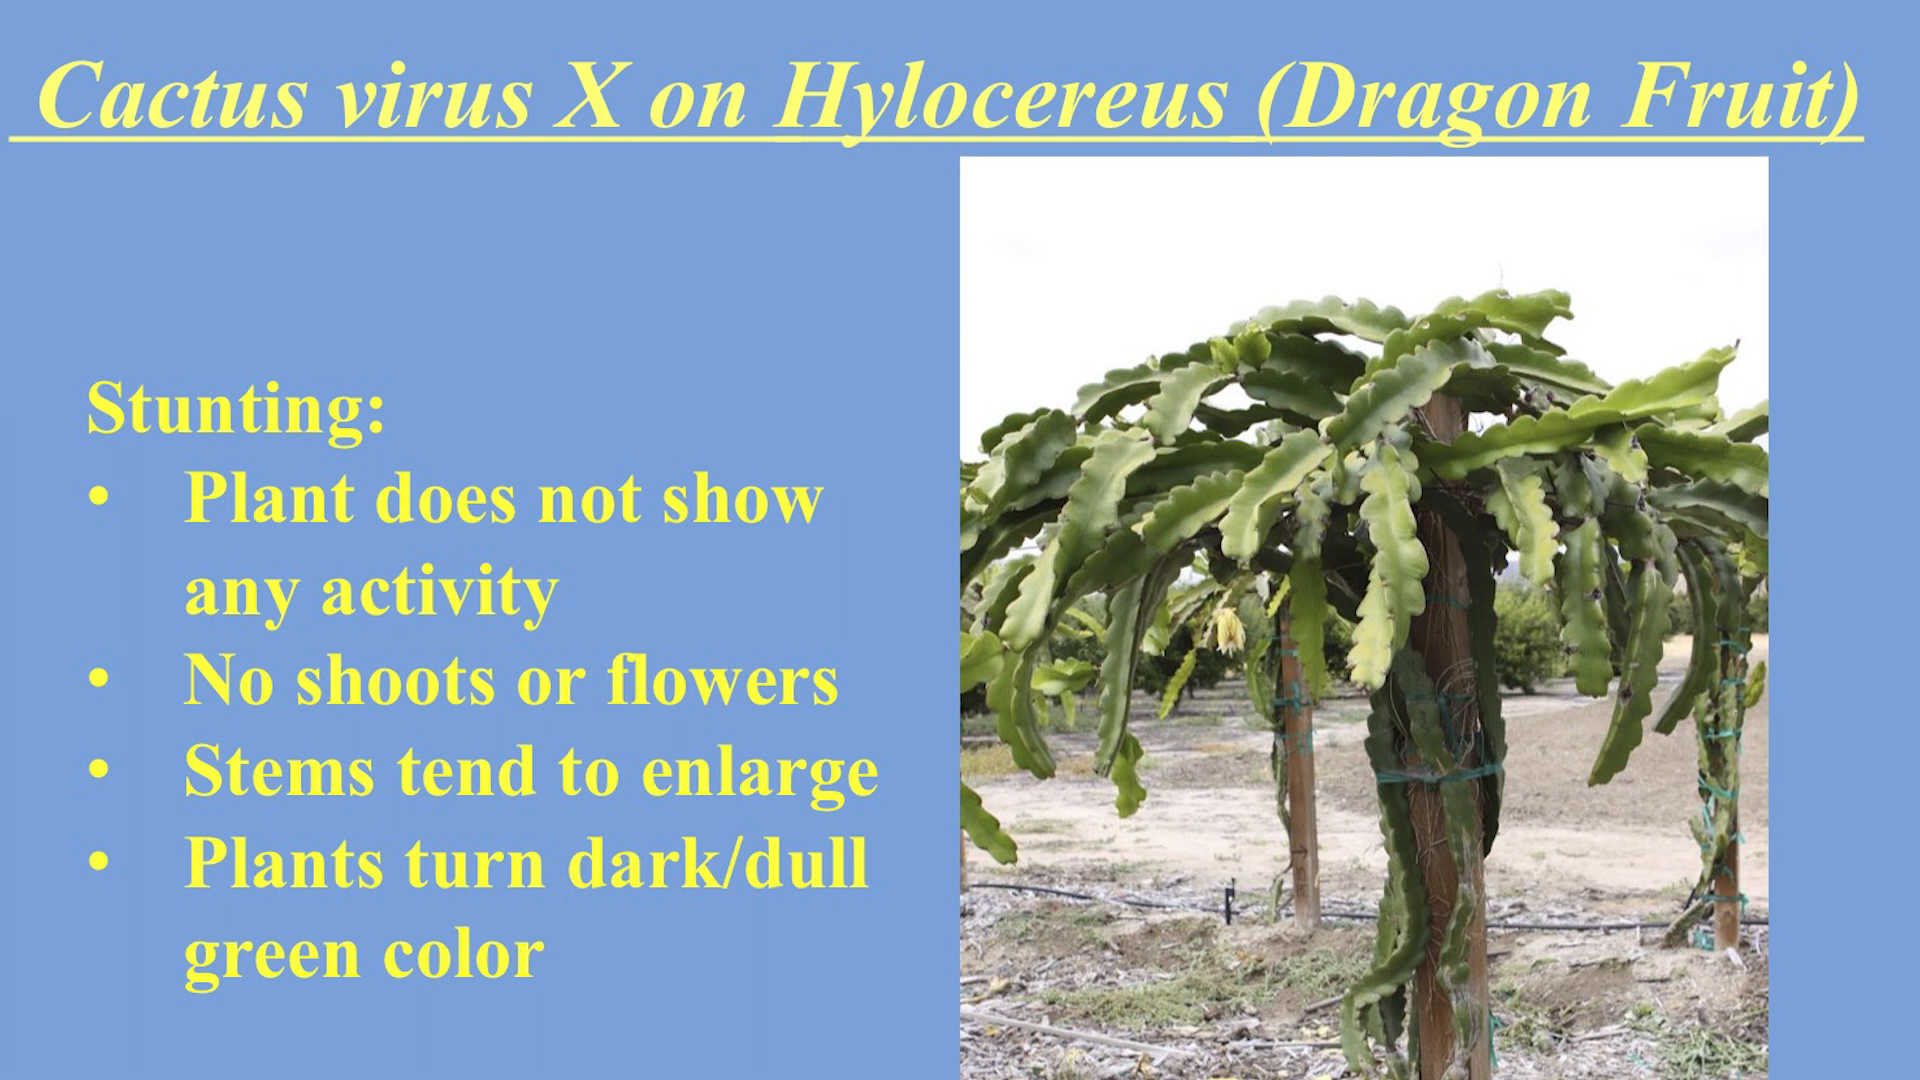 Cactus virus X on Hylocereus (Dragon Fruit)
Stunting:
• Plant does not show
any activity
• No shoots or flowers
• Stems tend to enlarge
• Plants turn dark/dull
green color